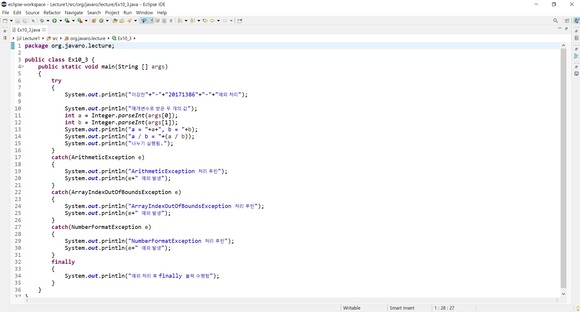 eclipse-workspace - Lecture1/src/org/javaro/lecture/Ex10_3.java - Eclipse IDE
File Edit Source Refactor Navigate Search Project Run Window Help
Ex10_3.java
Lecture1 src org.javaro.lecture Ex10_3
1 package org.javaro.lecture;
2
3 public class Ex10_3 {
4 public static void main(String [] args)
5 {
6 try
7 {
8 System.out.println("이강민"+"-"+"20171386"+"-"+"예외 처리");
9
10 System.out.println("매개변수로 받은 두 개의 값");
11 int a = Integer.parseInt(args[0]);
12 int b = Integer.parseInt(args[1]);
13 System.out.println("a = "+a+", b = "+b);
14 System.out.println("a / b = "+(a / b));
15 System.out.println("나누기 실행됨.");
16 }
17 catch(ArithmeticException e)
18 {
19 System.out.println("ArithmeticException 처리 루틴");
20 System.out.println(e+" 예외 발생");
21 }
22 catch(ArrayIndexOutOfBoundsException e)
23 {
24 System.out.println("ArrayIndexOutOfBoundsException 처리 루틴");
25 System.out.println(e+" 예외 발생");
26 }
27 catch(NumberFormatException e)
28 {
29 System.out.println("NumberFormatException 처리 루틴");
30 System.out.println(e+" 예외 발생");
31 }
32 finally
33 {
34 System.out.println("예외 처리 후 finally 블럭 수행함");
35 }
36 }
37 }
Writable Smart Insert 1 : 28 : 27